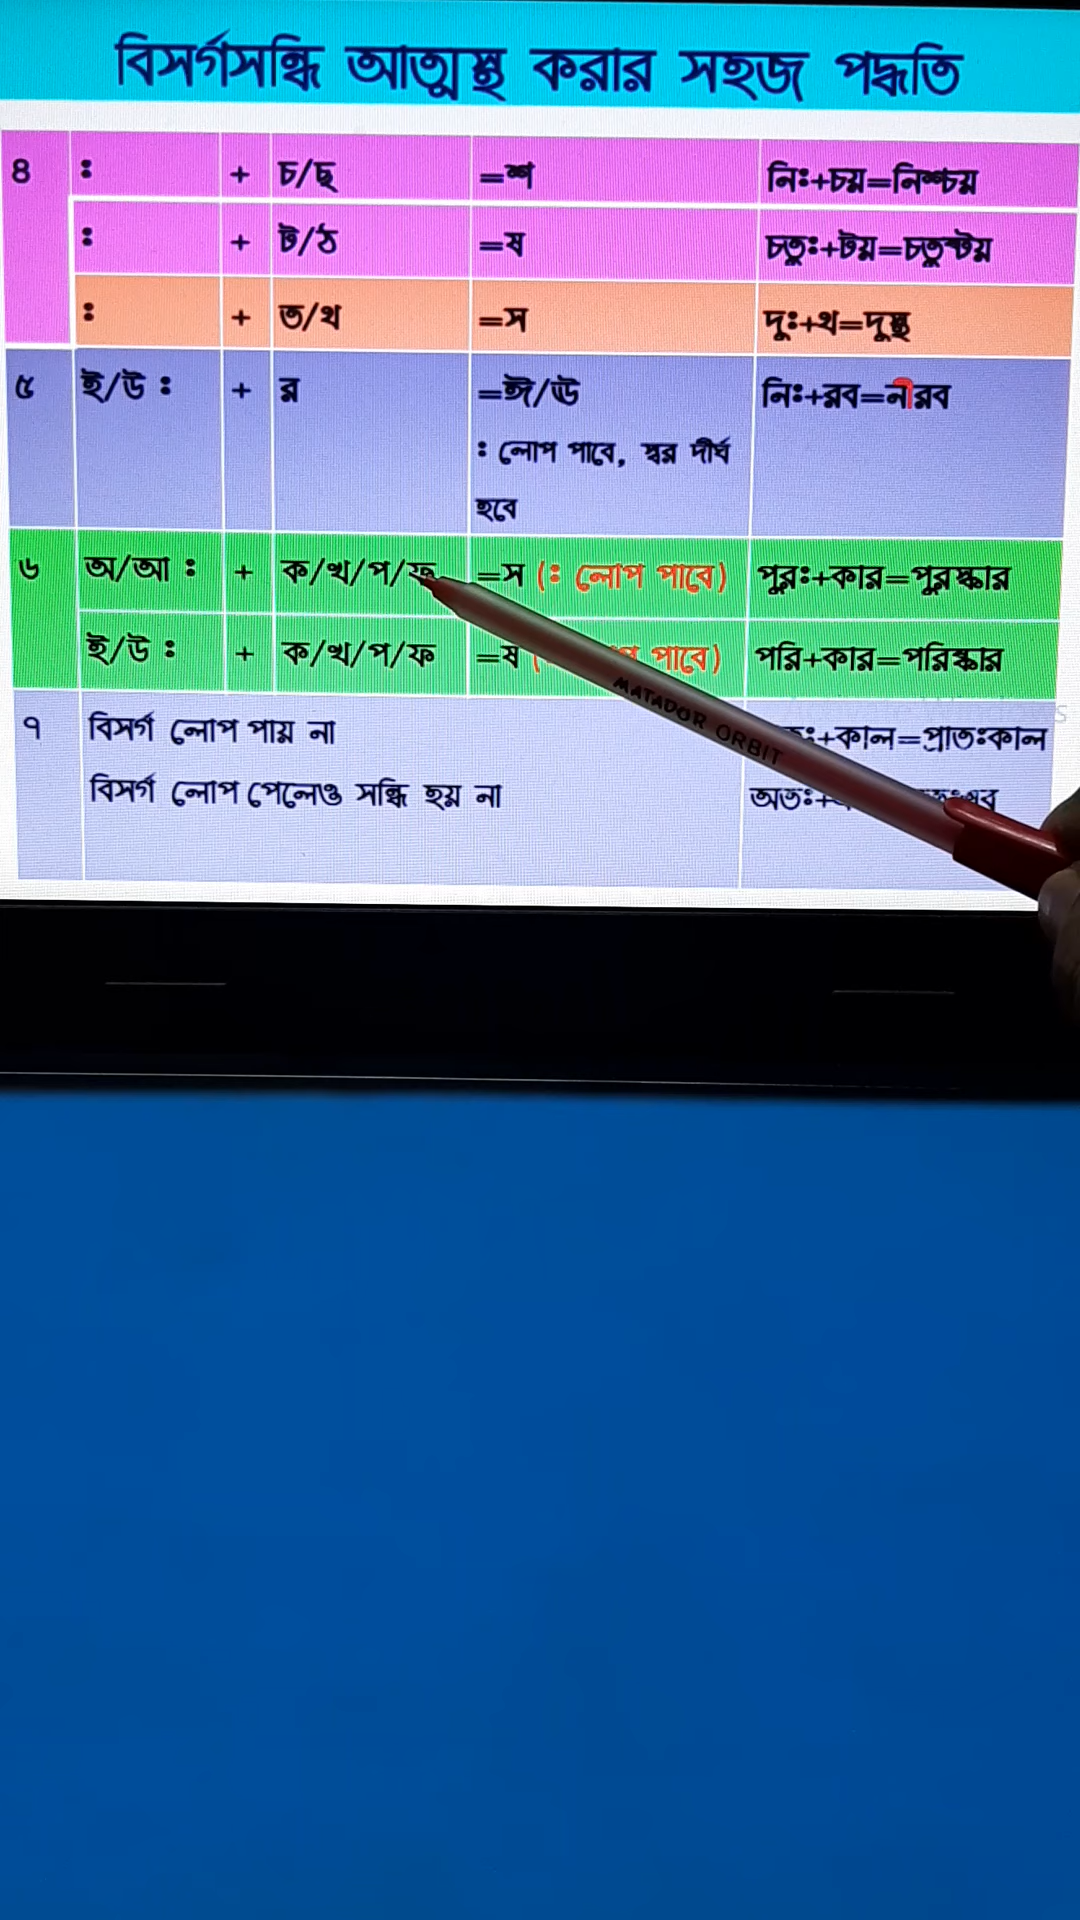 বিসর্গসন্ধি আত্মস্থ করার সহজ পদ্ধতি
৪ ঃ + চ/ছ =শ নিঃ+চয়=নিশ্চয়
ঃ + ট/ঠ =ষ চতুঃ+টয়=চতুষ্টয়
ঃ + ত/থ =স দুঃ+থ=দুস্থ
৫ ই/উ ঃ + র =ঈ/ঊ নিঃ+রব=নীরব
ঃ লোপ পাবে, স্বর দীর্ঘ
হবে
৬ অ/আ ঃ + ক/খ/প/ফ =স (ঃ লোপ পাবে) পুরঃ+কার=পুরস্কার
ই/উ ঃ + ক/খ/প/ফ =ষ পাবে) পরি+কার=পরিষ্কার
৭ বিসর্গ লোপ পায় না +কাল=প্রাতঃকাল
বিসর্গ লোপ পেলেও সন্ধি হয় না অতঃ+
MATADOR ORBIT